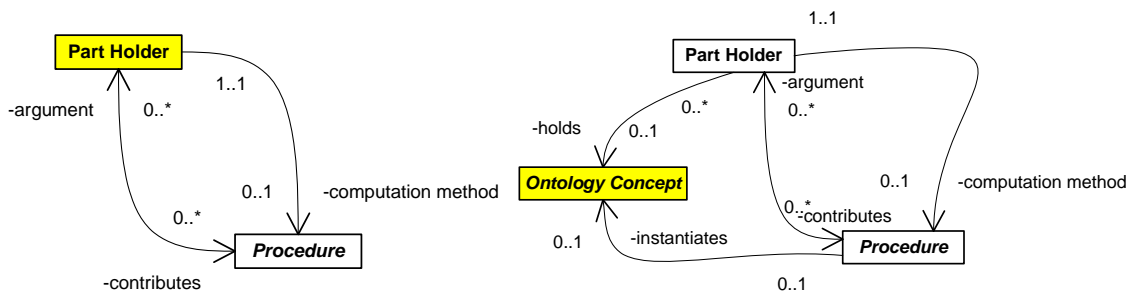 Part Holder
1..1
-argument
0..*
0..1
-computation method
0..*
Procedure
-contributes
1..1
Part Holder
-argument
0..*
0..*
0..1
-holds
Ontology Concept
0..1
-computation method
0..*
-contributes
0..1
-instantiates
Procedure
0..1